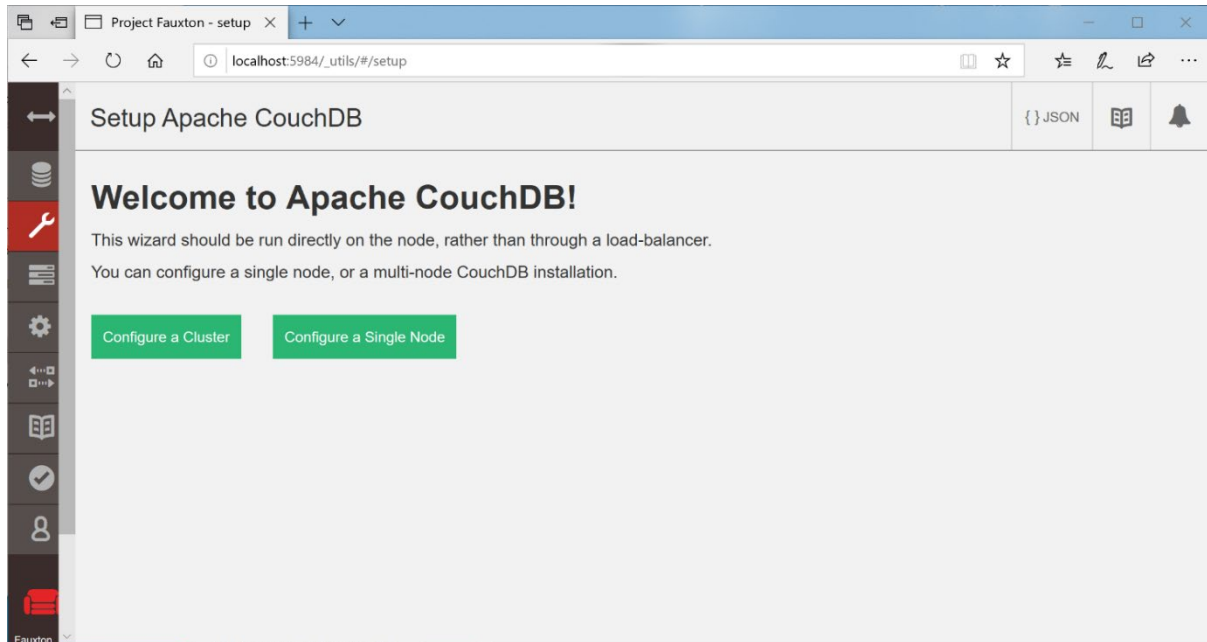 Project Fauxton - setup
localhost:5984/_utils/#/setup
Setup Apache CouchDB
{ } JSON
Welcome to Apache CouchDB!
This wizard should be run directly on the node, rather than through a load-balancer.
You can configure a single node, or a multi-node CouchDB installation.
Configure a Cluster
Configure a Single Node
Fauxton